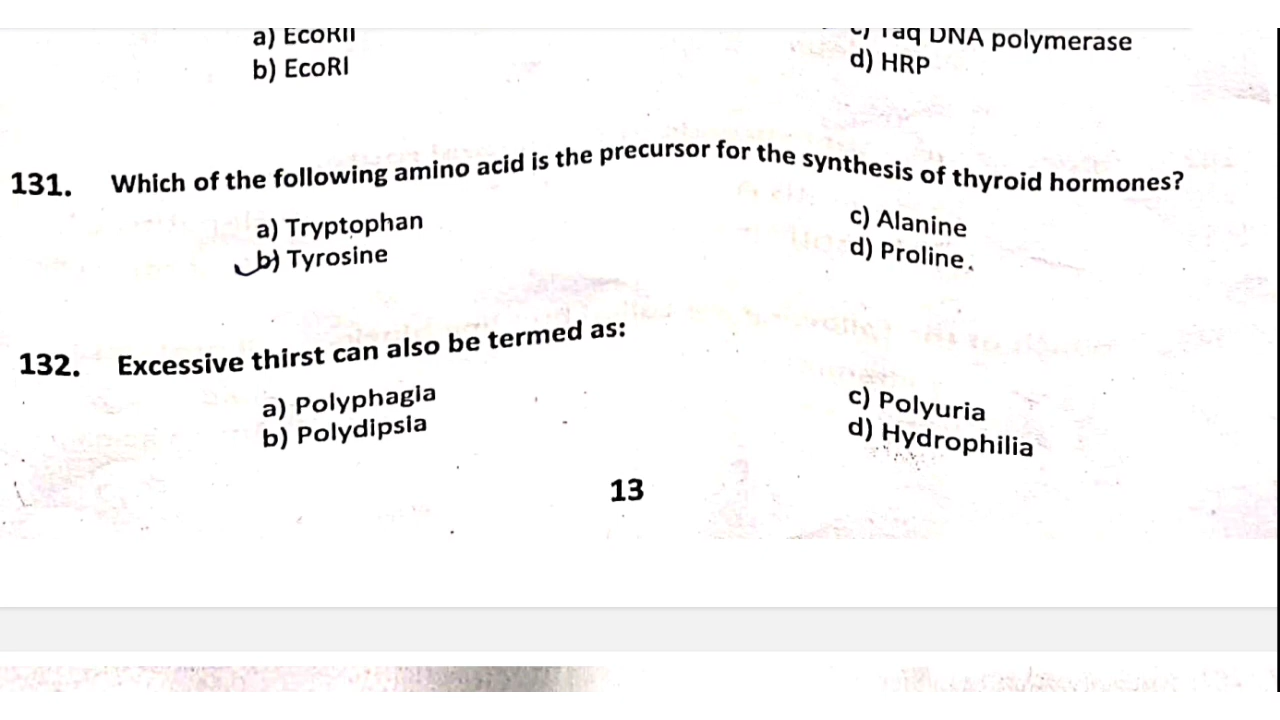 a) EcoRII
b) EcoRI
c) Taq DNA polymerase
d) HRP
131. Which of the following amino acid is the precursor for the synthesis of thyroid hormones?
a) Tryptophan
b) Tyrosine
c) Alanine
d) Proline.
132. Excessive thirst can also be termed as:
a) Polyphagia
b) Polydipsia
c) Polyuria
d) Hydrophilia
13